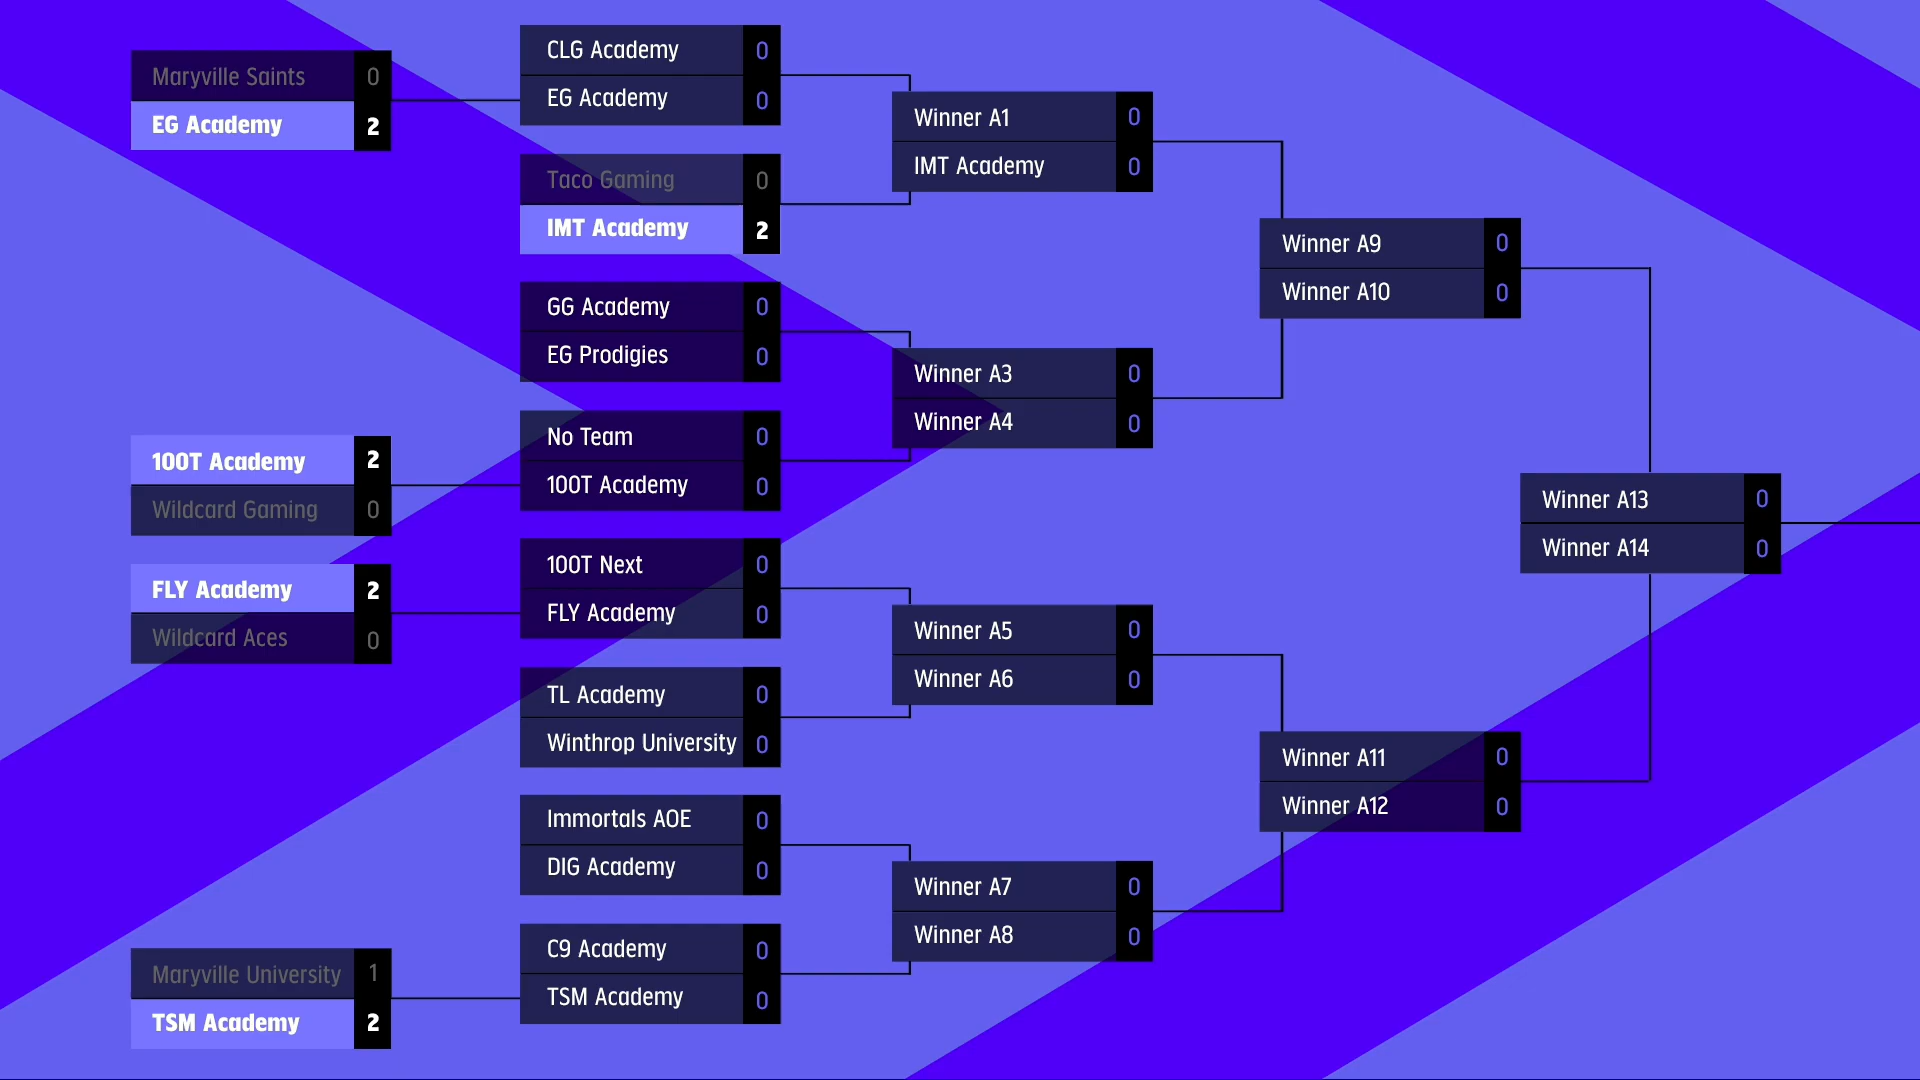 Maryville Saints 0
EG Academy 2
100T Academy 2
Wildcard Gaming 0
FLY Academy 2
Wildcard Aces 0
Maryville University 1
TSM Academy 2
CLG Academy 0
EG Academy 0
Taco Gaming 0
IMT Academy 2
GG Academy 0
EG Prodigies 0
No Team 0
100T Academy 0
100T Next 0
FLY Academy 0
TL Academy 0
Winthrop University 0
Immortals AOE 0
DIG Academy 0
C9 Academy 0
TSM Academy 0
Winner A1 0
IMT Academy 0
Winner A3 0
Winner A4 0
Winner A5 0
Winner A6 0
Winner A7 0
Winner A8 0
Winner A9 0
Winner A10 0
Winner A11 0
Winner A12 0
Winner A13 0
Winner A14 0